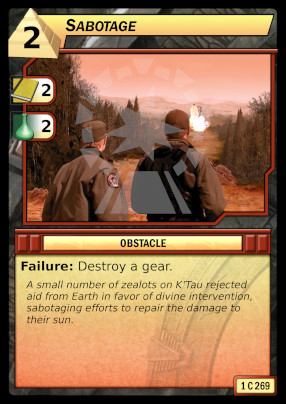 2
SABOTAGE
2
2
OBSTACLE
Failure: Destroy a gear.
A small number of zealots on K'Tau rejected
aid from Earth in favor of divine intervention,
sabotaging efforts to repair the damage to
their sun.
1 C 269